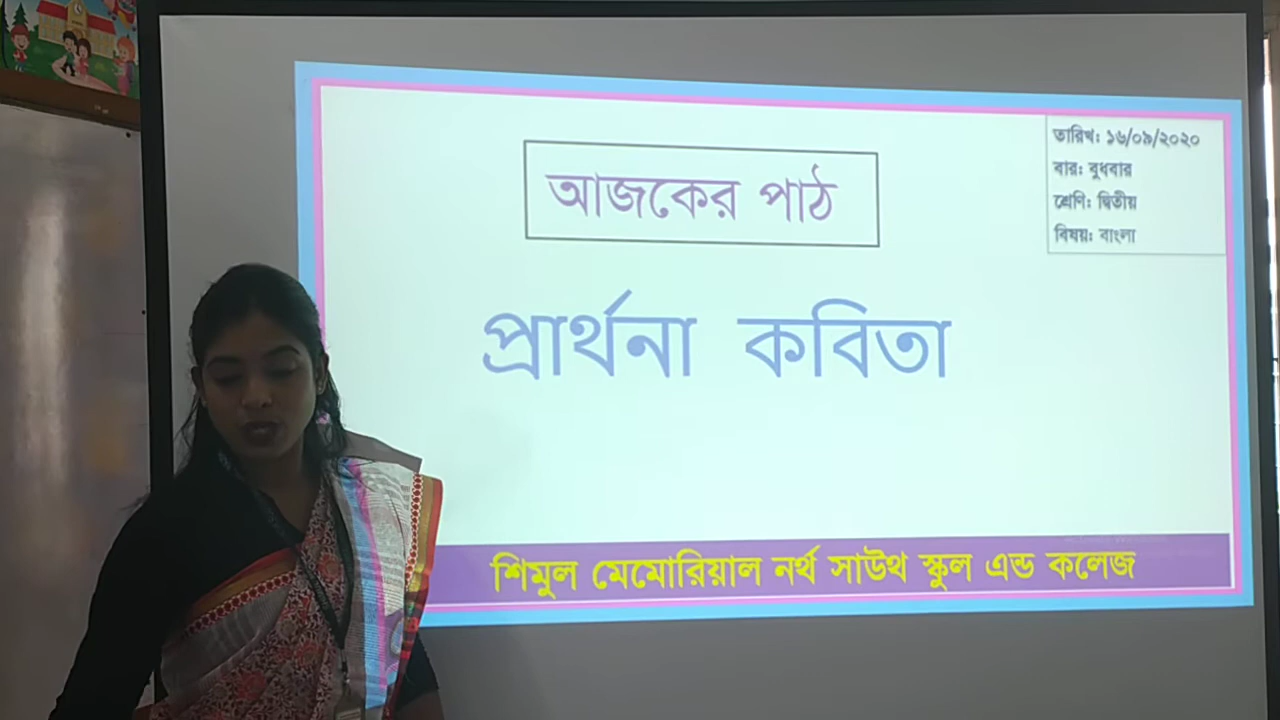 তারিখ: ১৬/০৯/২০২০
বার: বুধবার
শ্রেণি: দ্বিতীয়
বিষয়: বাংলা
আজকের পাঠ
প্রার্থনা কবিতা
শিমুল মেমোরিয়াল নর্থ সাউথ স্কুল এন্ড কলেজ